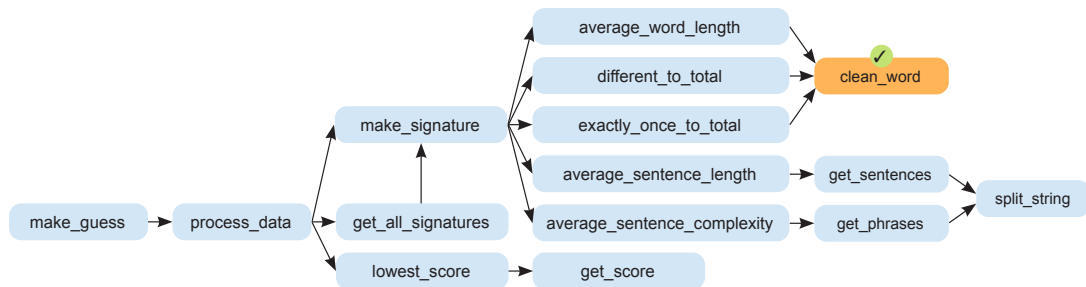 average_word_length
different_to_total
clean_word
make_signature
exactly_once_to_total
average_sentence_length
get_sentences
split_string
make_guess
process_data
get_all_signatures
average_sentence_complexity
get_phrases
lowest_score
get_score